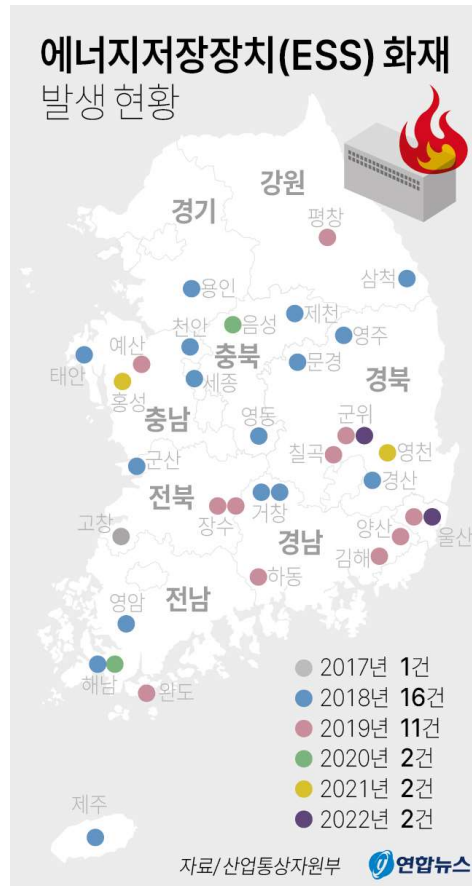 에너지저장장치(ESS) 화재
발생 현황
강원
경기
평창
삼척
용인
제천
음성
천안
영주
예산
충북
문경
태안
세종
경북
홍성
충남
영동
군위
칠곡
영천
군산
경산
전북
거창
장수
고창
경남
양산
울산
김해
하동
영암
전남
해남
완도
2017년 1건
2018년 16건
2019년 11건
2020년 2건
2021년 2건
2022년 2건
제주
자료/산업통상자원부
연합뉴스